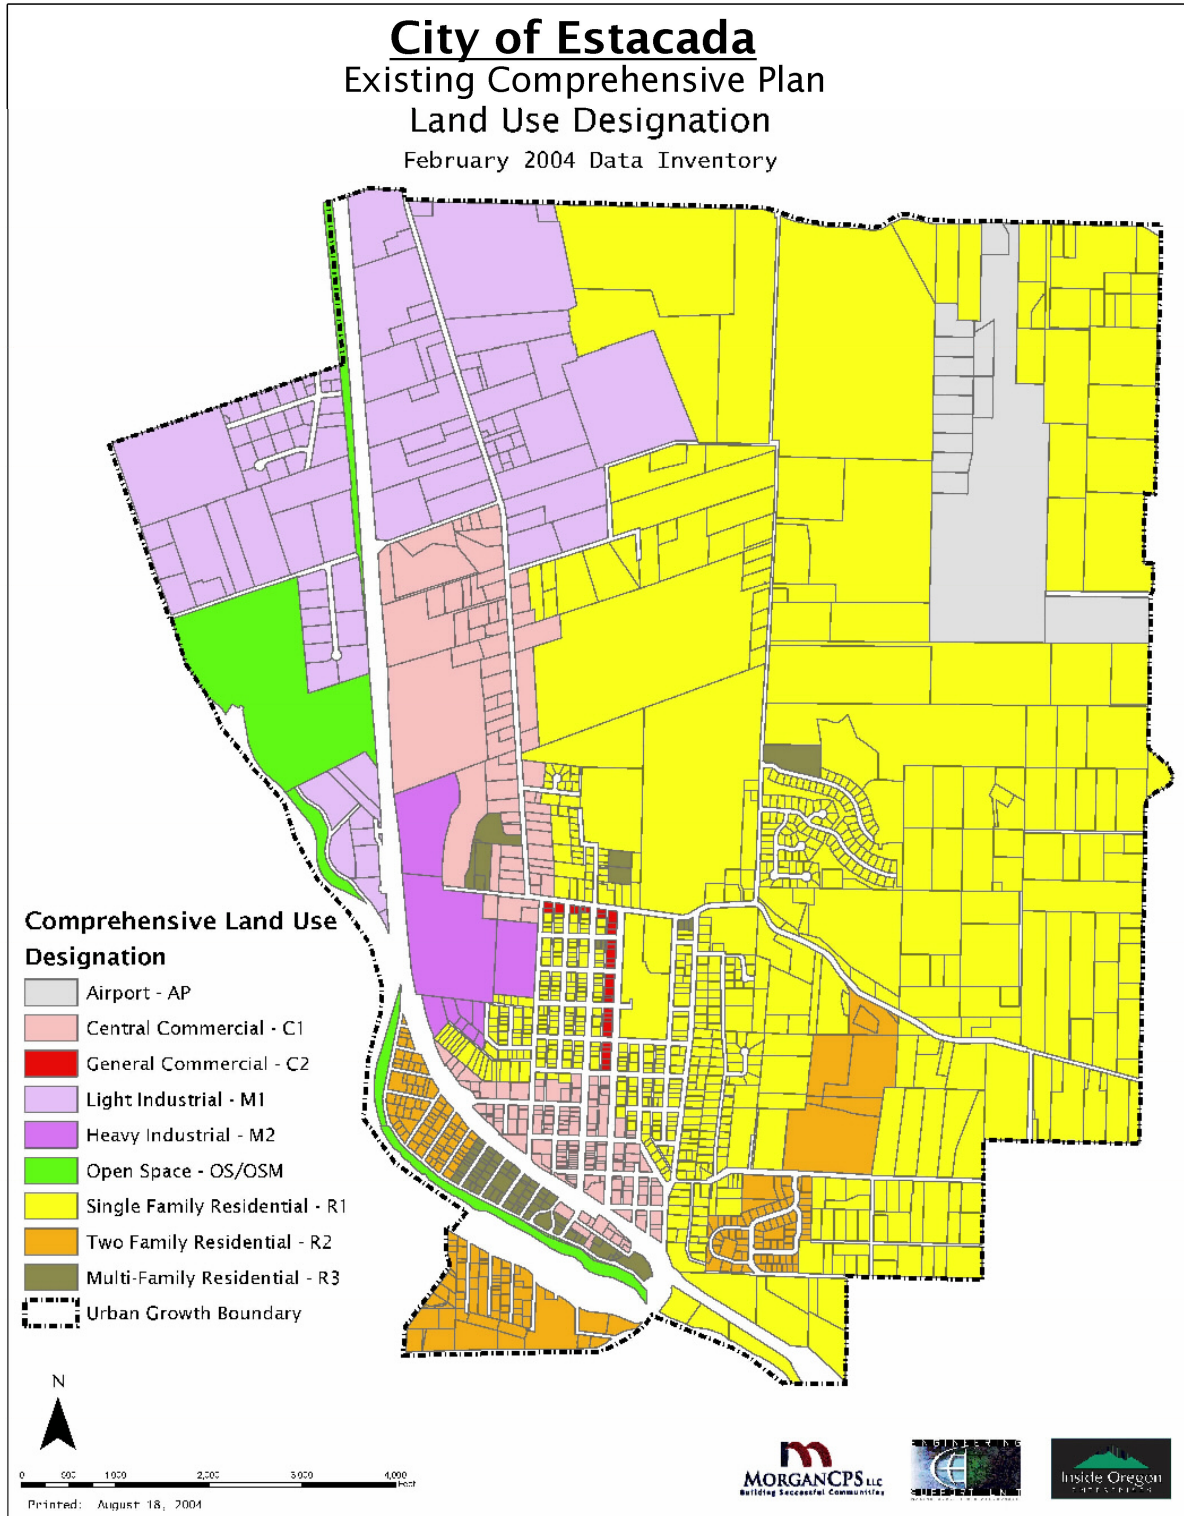 City of Estacada
Existing Comprehensive Plan
Land Use Designation
February 2004 Data Inventory
Comprehensive Land Use
Designation
Airport - AP
Central Commercial - C1
General Commercial - C2
Light Industrial - M1
Heavy Industrial - M2
Open Space - OS/OSM
Single Family Residential - R1
Two Family Residential - R2
Multi-Family Residential - R3
Urban Growth Boundary
N
0 500 1,000 2,000 3,000 4,000
Feet
Printed: August 18, 2004
MORGANCPS LLC
Building Successful Communities
ENGINEERING
Inside Oregon
ENTERPRISES